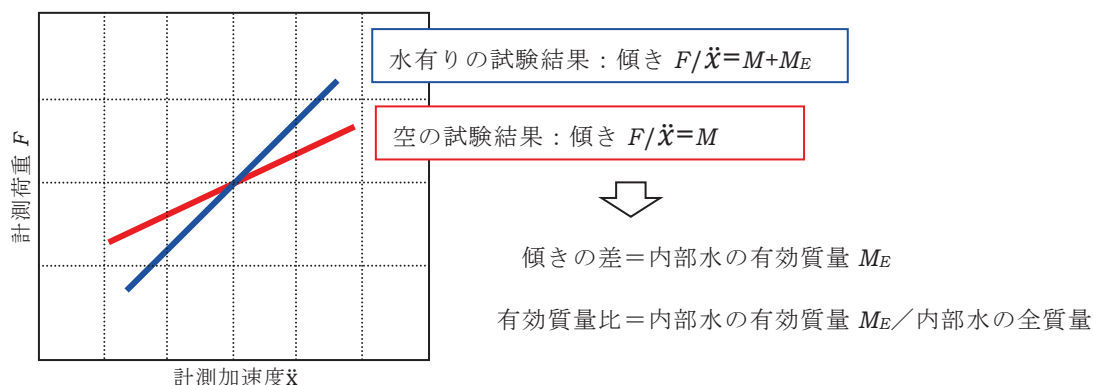 水有りの試験結果：傾き F/ẍ=M+ME
空の試験結果：傾き F/ẍ=M
計測荷重 F
傾きの差＝内部水の有効質量 ME
有効質量比＝内部水の有効質量 ME／内部水の全質量
計測加速度ẍ